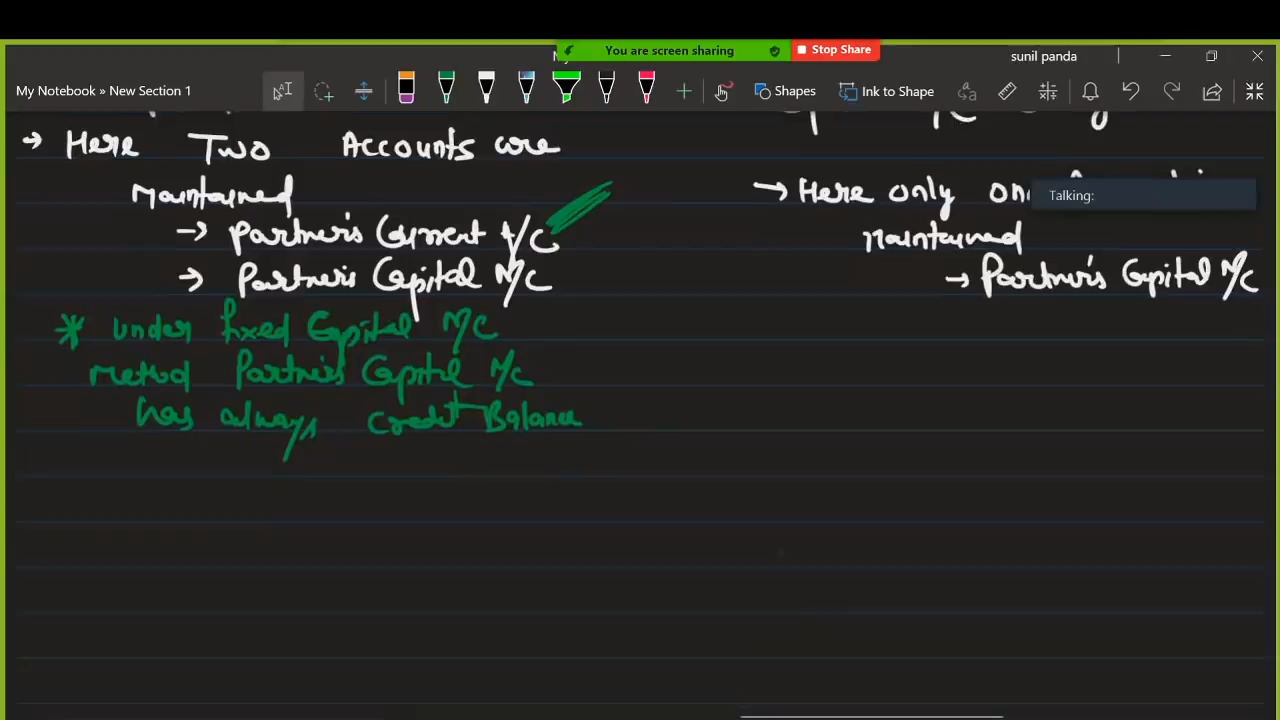 You are screen sharing
Stop Share
My
sunil panda
My Notebook » New Section 1
Shapes
Ink to Shape
→ Here Two Accounts are
Maintained
→ Partner's Current A/C
→ Partner's Capital A/C
* under fixed Capital A/C
method Partner's Capital A/C
has always credit Balance
→ Here only
Talking:
Maintained
→ Partner's Capital A/C